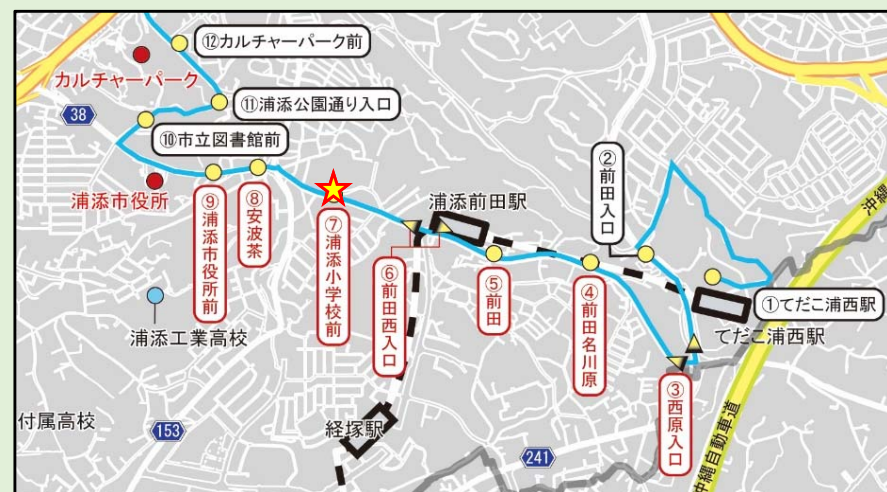 ⑫カルチャーパーク前
カルチャーパーク
⑪浦添公園通り入口
38
⑩市立図書館前
浦添市役所
⑨浦添市役所前
⑧安波茶
⑦浦添小学校前
浦添前田駅
⑥前田西入口
⑤前田
②前田入口
④前田名川原
①てだこ浦西駅
てだこ浦西駅
③西原入口
浦添工業高校
付属高校
153
経塚駅
241
沖縄自動車道
沖縄